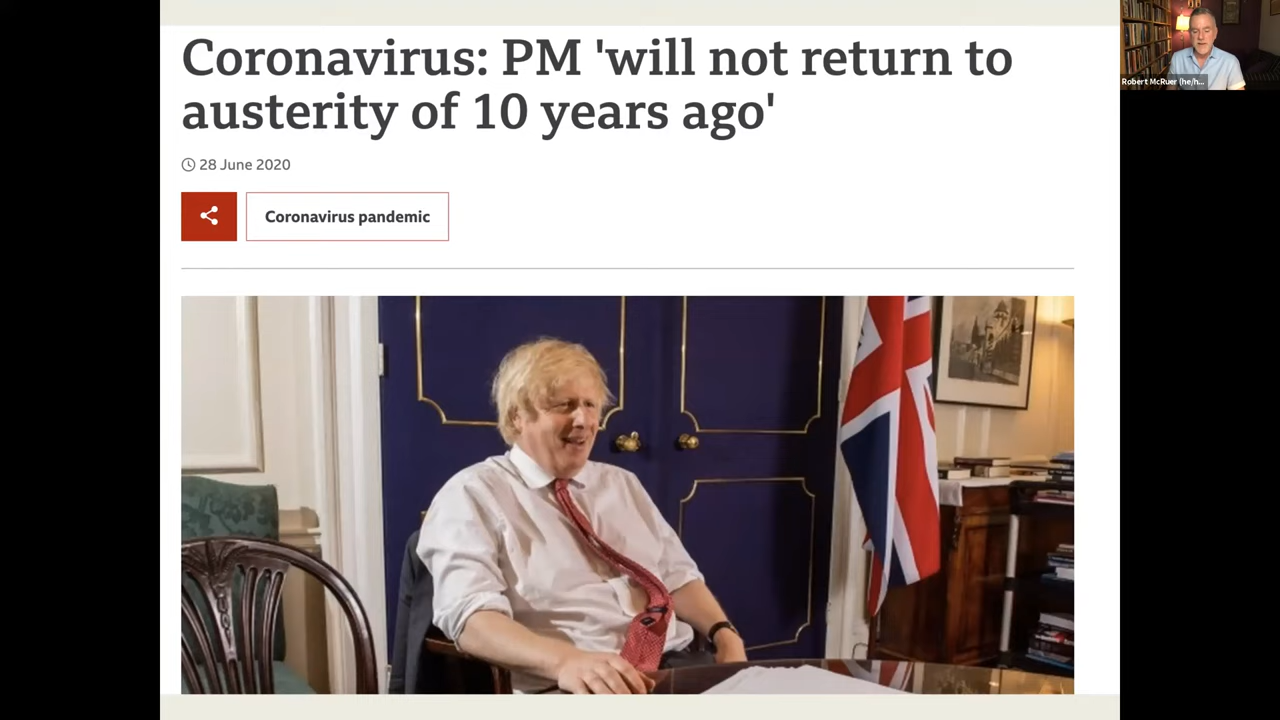 Coronavirus: PM 'will not return to
austerity of 10 years ago'
28 June 2020
Coronavirus pandemic
Robert McRuer (he/h...